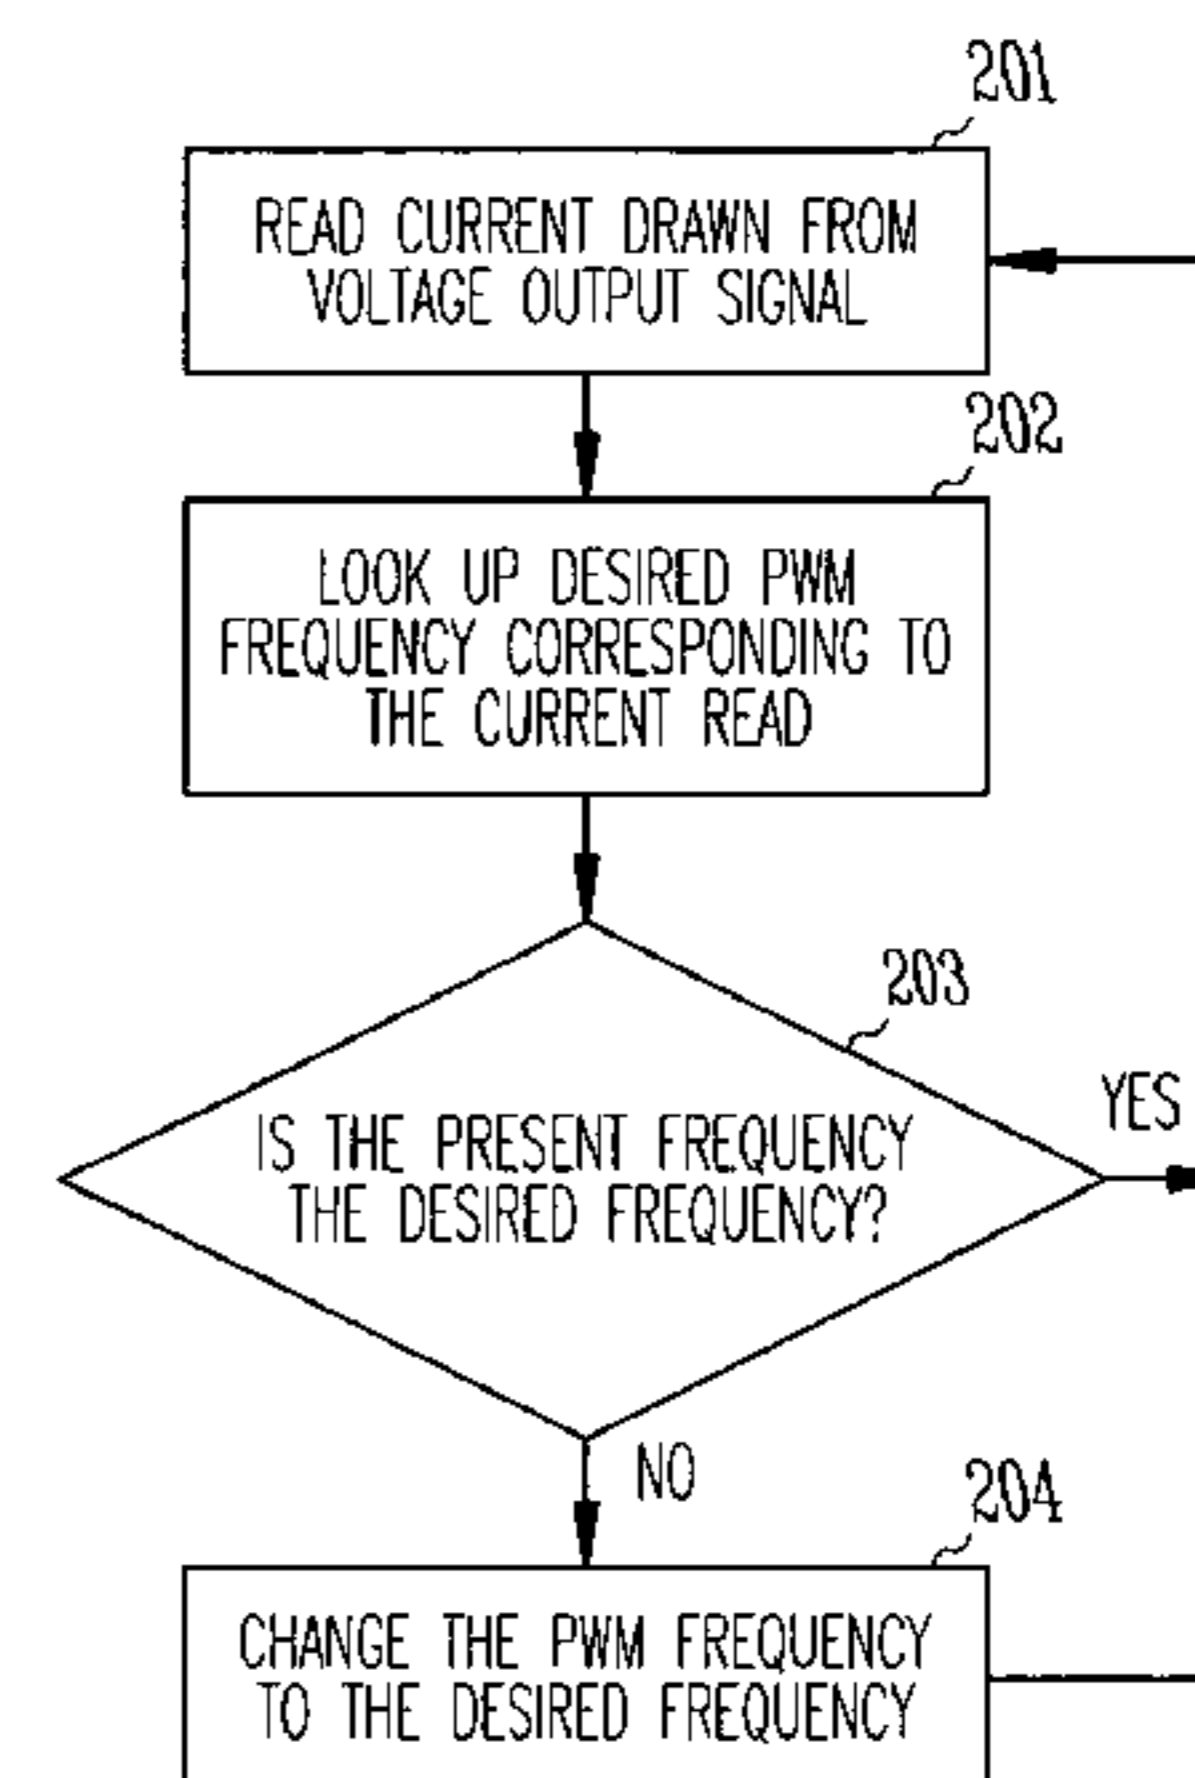 201
READ CURRENT DRAWN FROM
VOLTAGE OUTPUT SIGNAL
202
LOOK UP DESIRED PWM
FREQUENCY CORRESPONDING TO
THE CURRENT READ
203
IS THE PRESENT FREQUENCY
THE DESIRED FREQUENCY?
YES
NO
204
CHANGE THE PWM FREQUENCY
TO THE DESIRED FREQUENCY